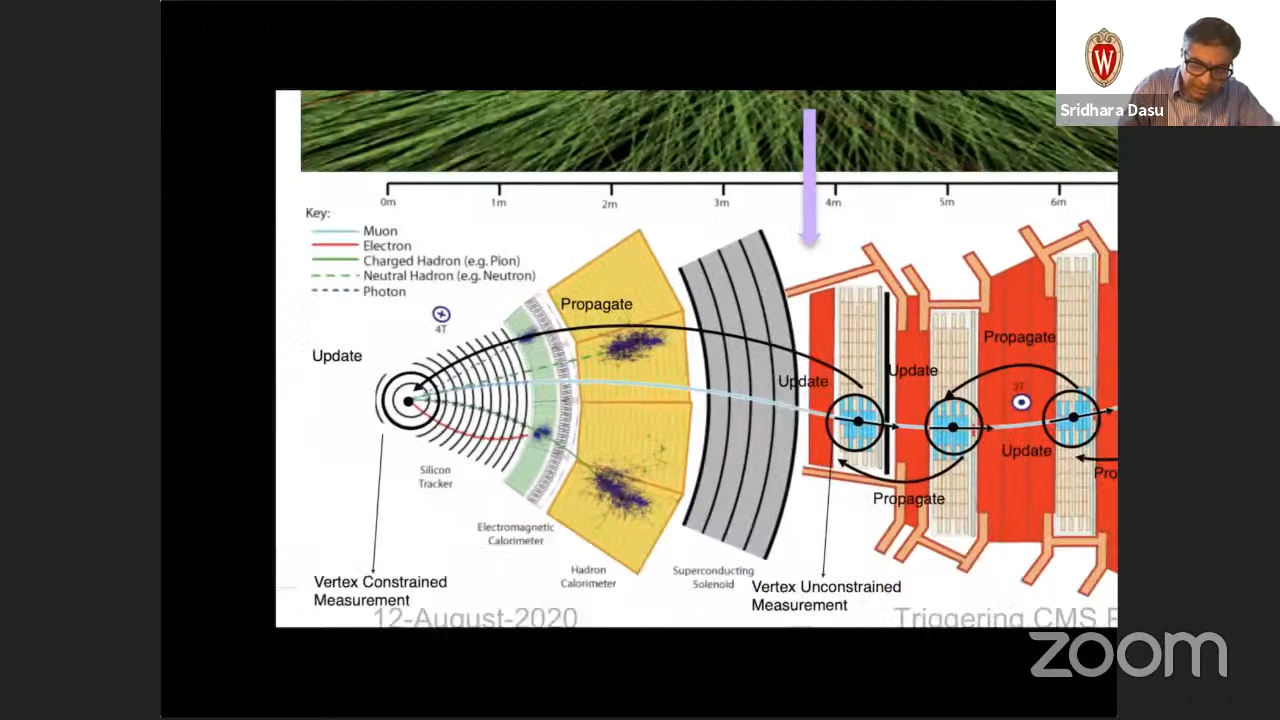 W
Sridhara Dasu
0m
1m
2m
3m
4m
5m
6m
Key:
Muon
Electron
Charged Hadron (e.g. Pion)
Neutral Hadron (e.g. Neutron)
Photon
4T
Propagate
Update
Propagate
Update
Update
2T
Update
Propagate
Pro
Silicon
Tracker
Electromagnetic
Calorimeter
Hadron
Calorimeter
Superconducting
Solenoid
Vertex Constrained
Measurement
Vertex Unconstrained
Measurement
12-August-2020
Triggering CMS
zoom